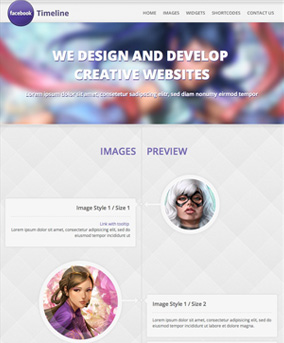 facebook
Timeline
HOME IMAGES WIDGETS SHORTCODES CONTACT US
WE DESIGN AND DEVELOP
CREATIVE WEBSITES
Lorem ipsum dolor sit amet, consetetur sadipscing elitr, sed diam nonumy eirmod tempor
IMAGES PREVIEW
Image Style 1 / Size 1
Link with tooltip.
Lorem ipsum dolor sit amet, consectetur adipiscing elit, sed do
eiusmod tempor incididunt ut
Image Style 1 / Size 2
Lorem ipsum dolor sit amet, consectetur adipiscing elit, sed do eiusmod
tempor incididunt ut labore et dolore magna aliqua.